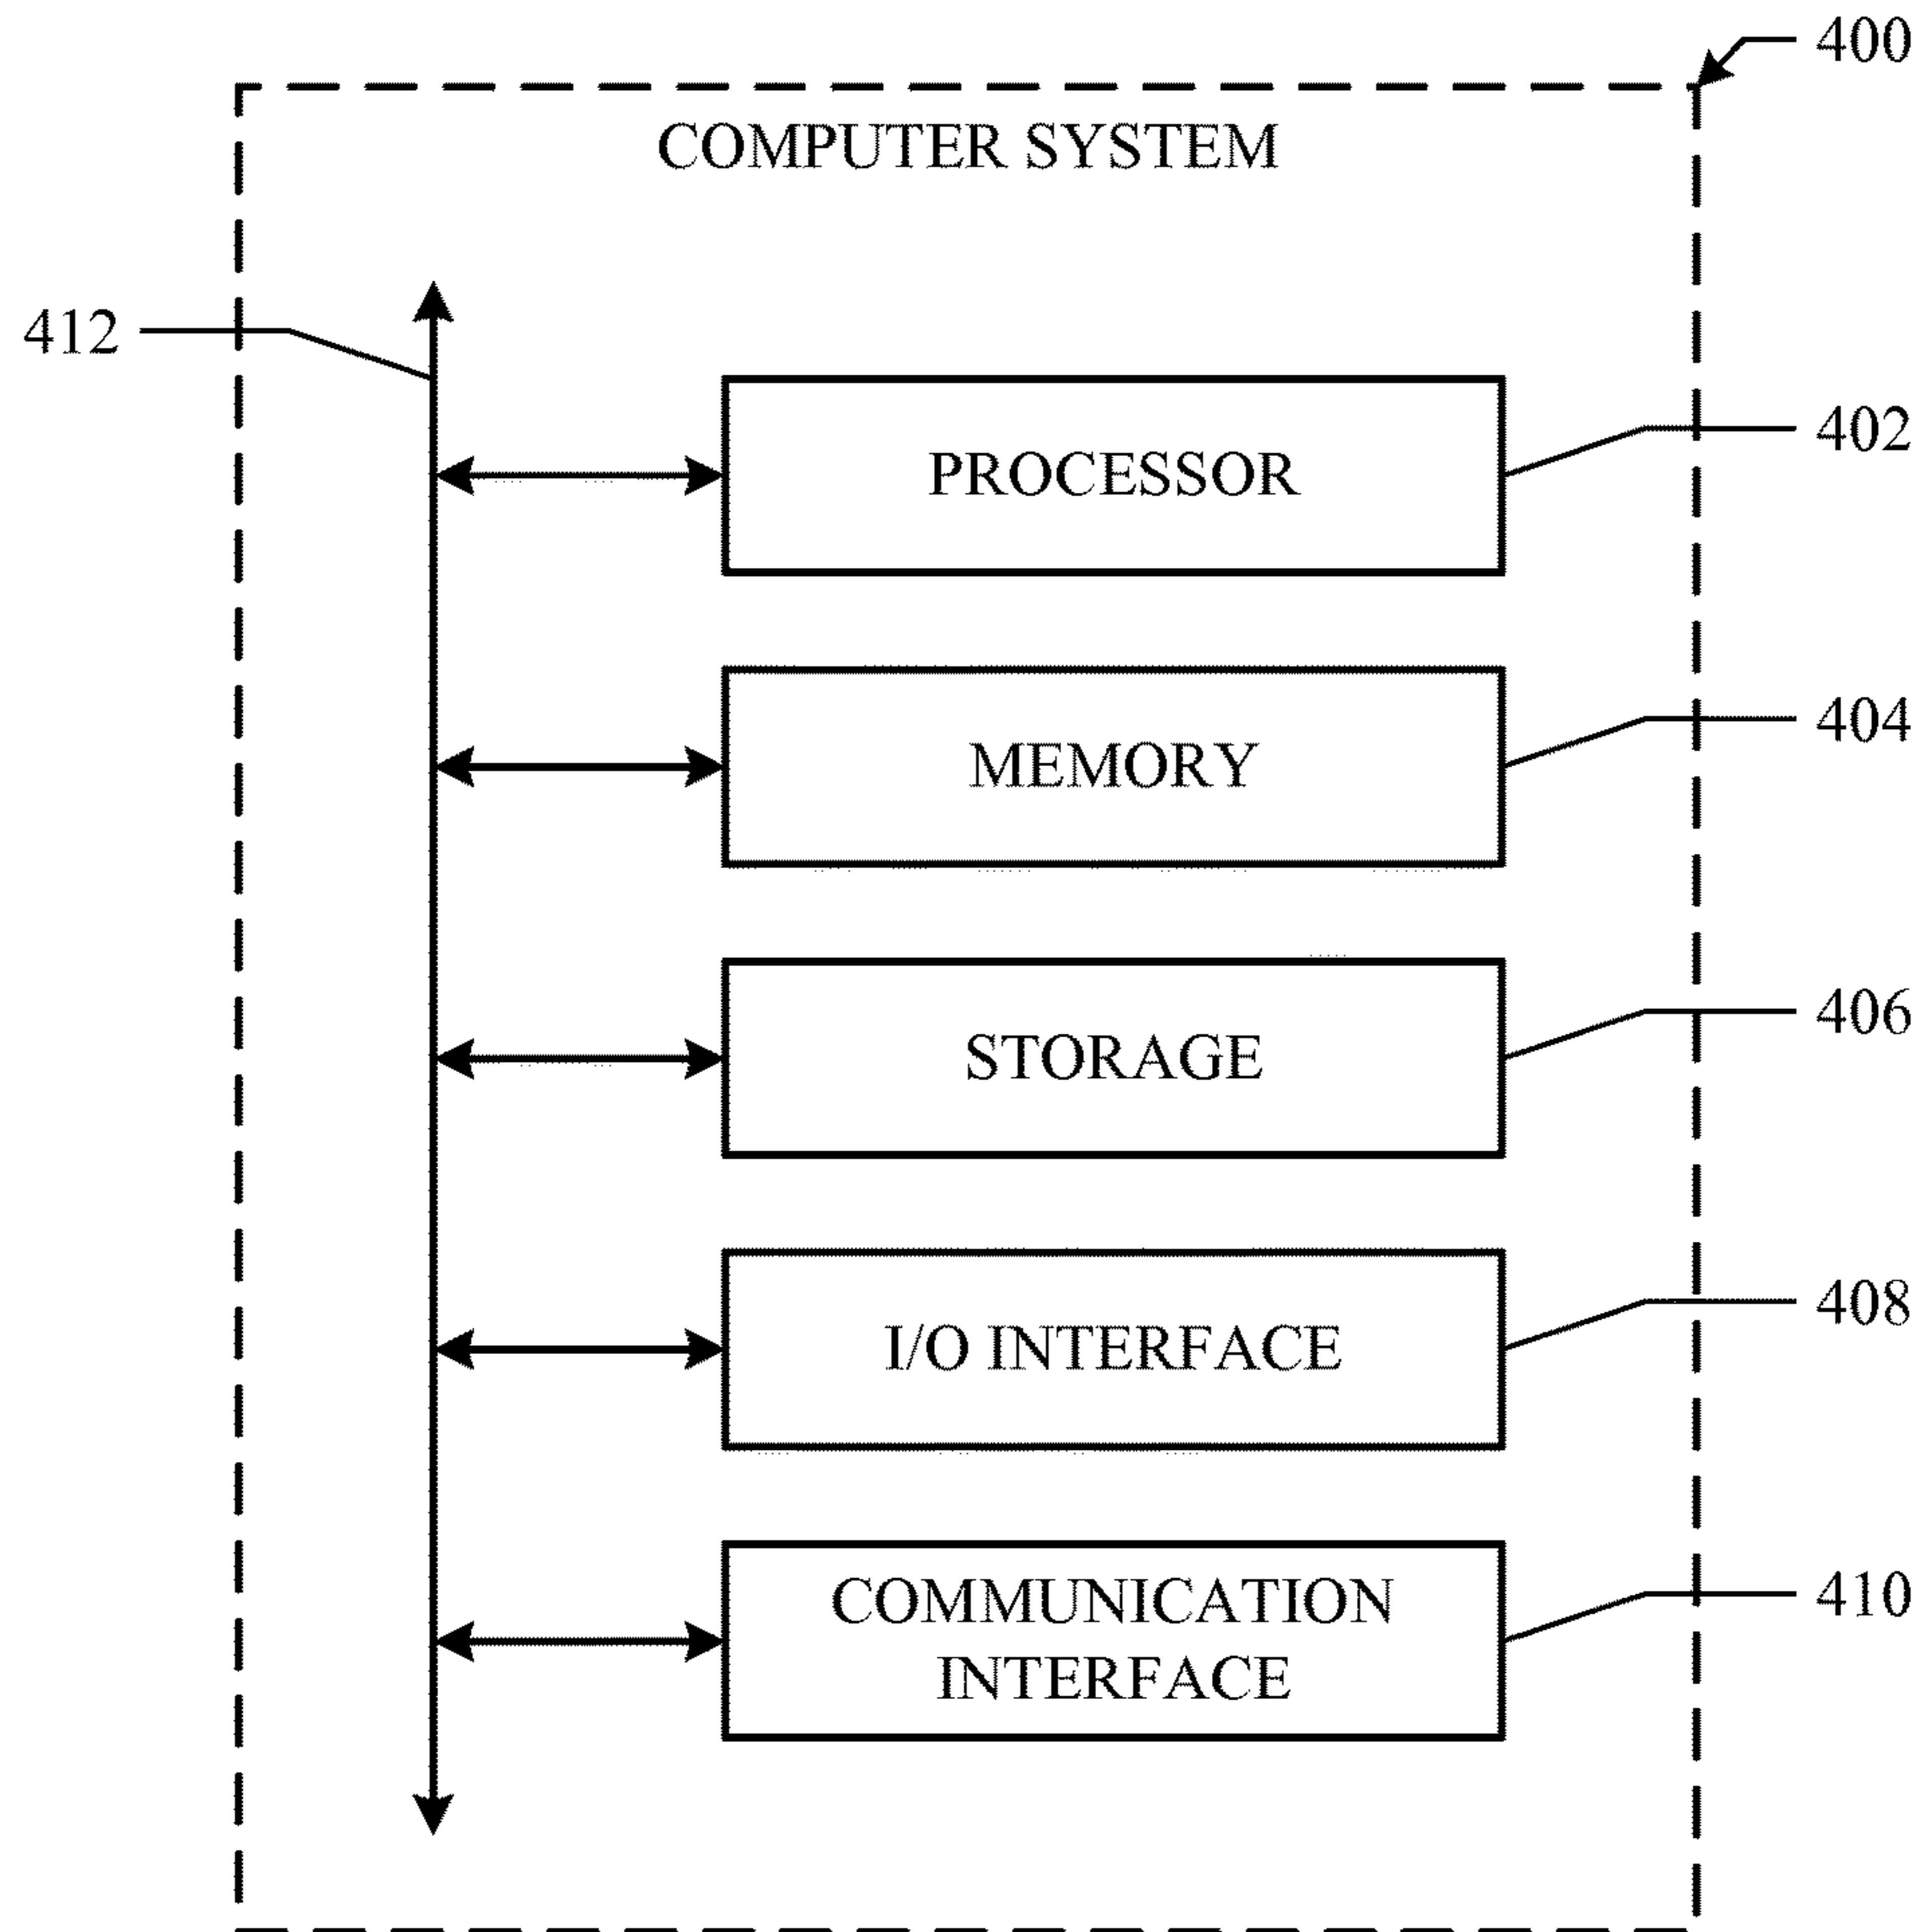 400
COMPUTER SYSTEM
412
PROCESSOR
402
MEMORY
404
STORAGE
406
I/O INTERFACE
408
COMMUNICATION
INTERFACE
410